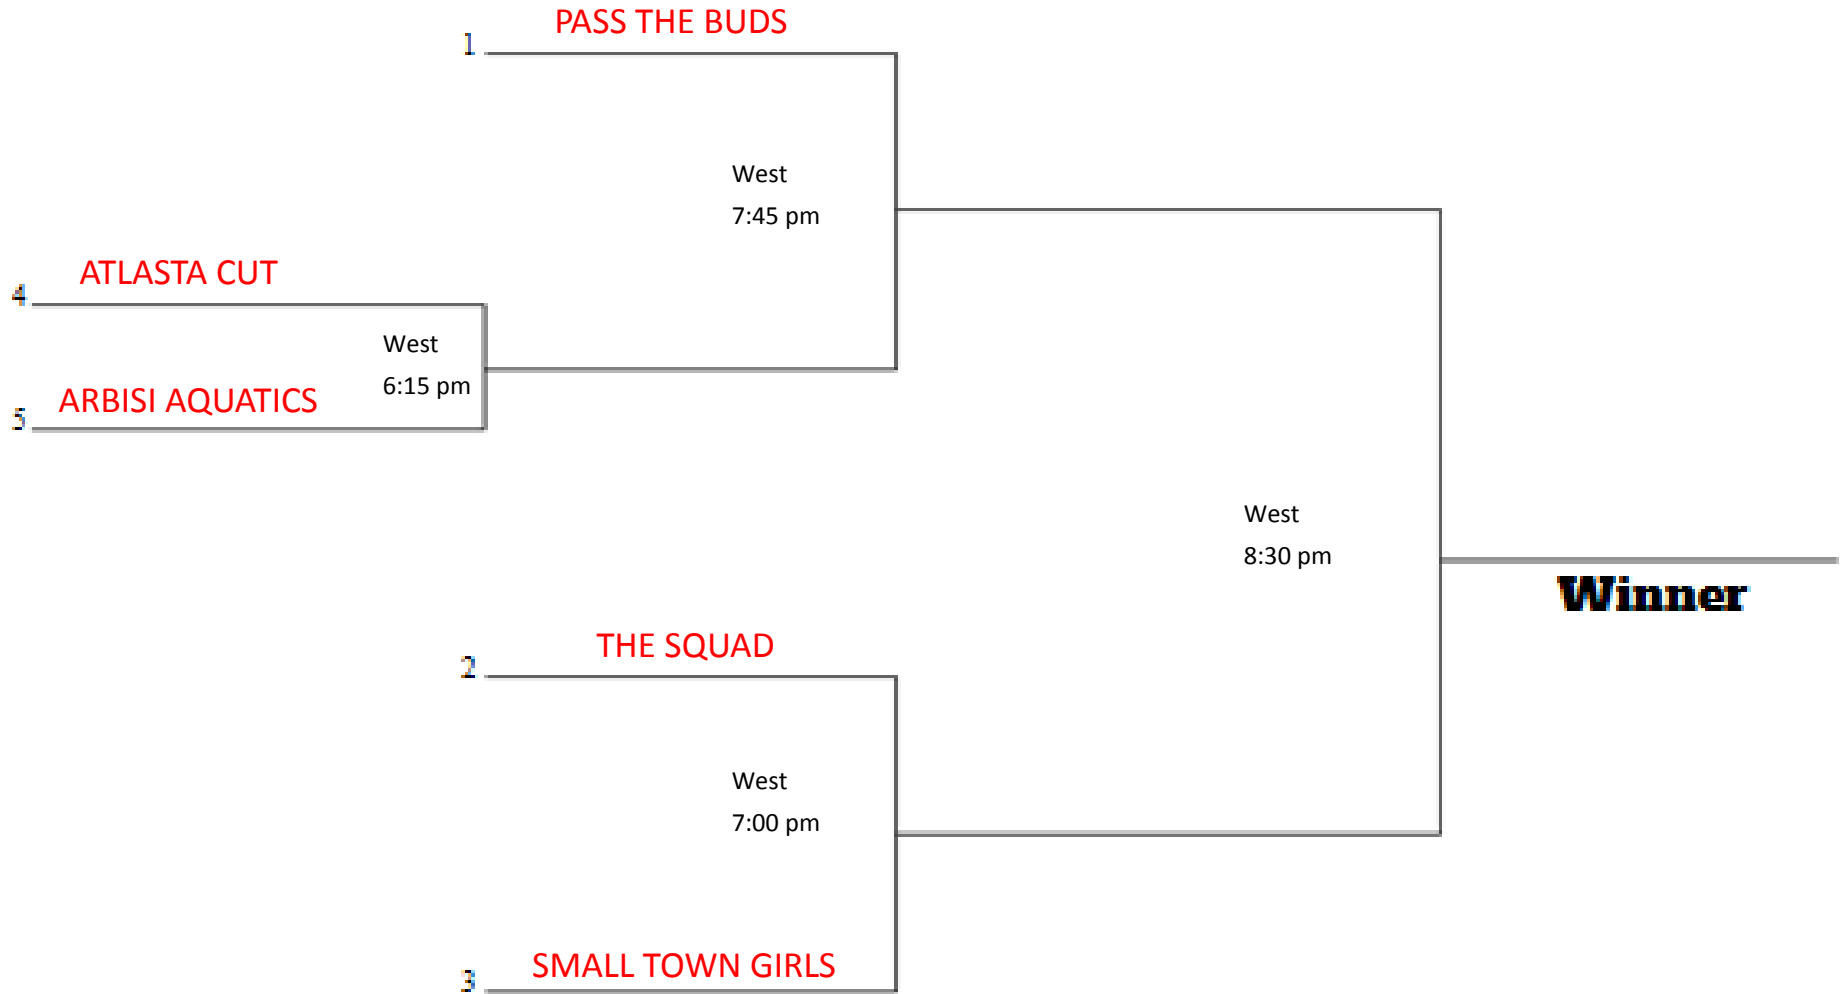 PASS THE BUDS
1
West
7:45 pm
ATLASTA CUT
4
West
6:15 pm
ARBISI AQUATICS
5
West
8:30 pm
Winner
THE SQUAD
2
West
7:00 pm
SMALL TOWN GIRLS
3